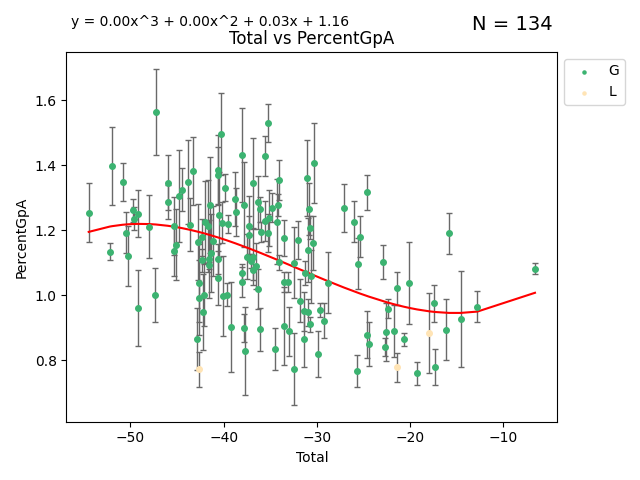 y = 0.00x^3 + 0.00x^2 + 0.03x + 1.16
N = 134
Total vs PercentGpA
G
L
PercentGpA
1.6
1.4
1.2
1.0
0.8
−50
−40
−30
−20
−10
Total